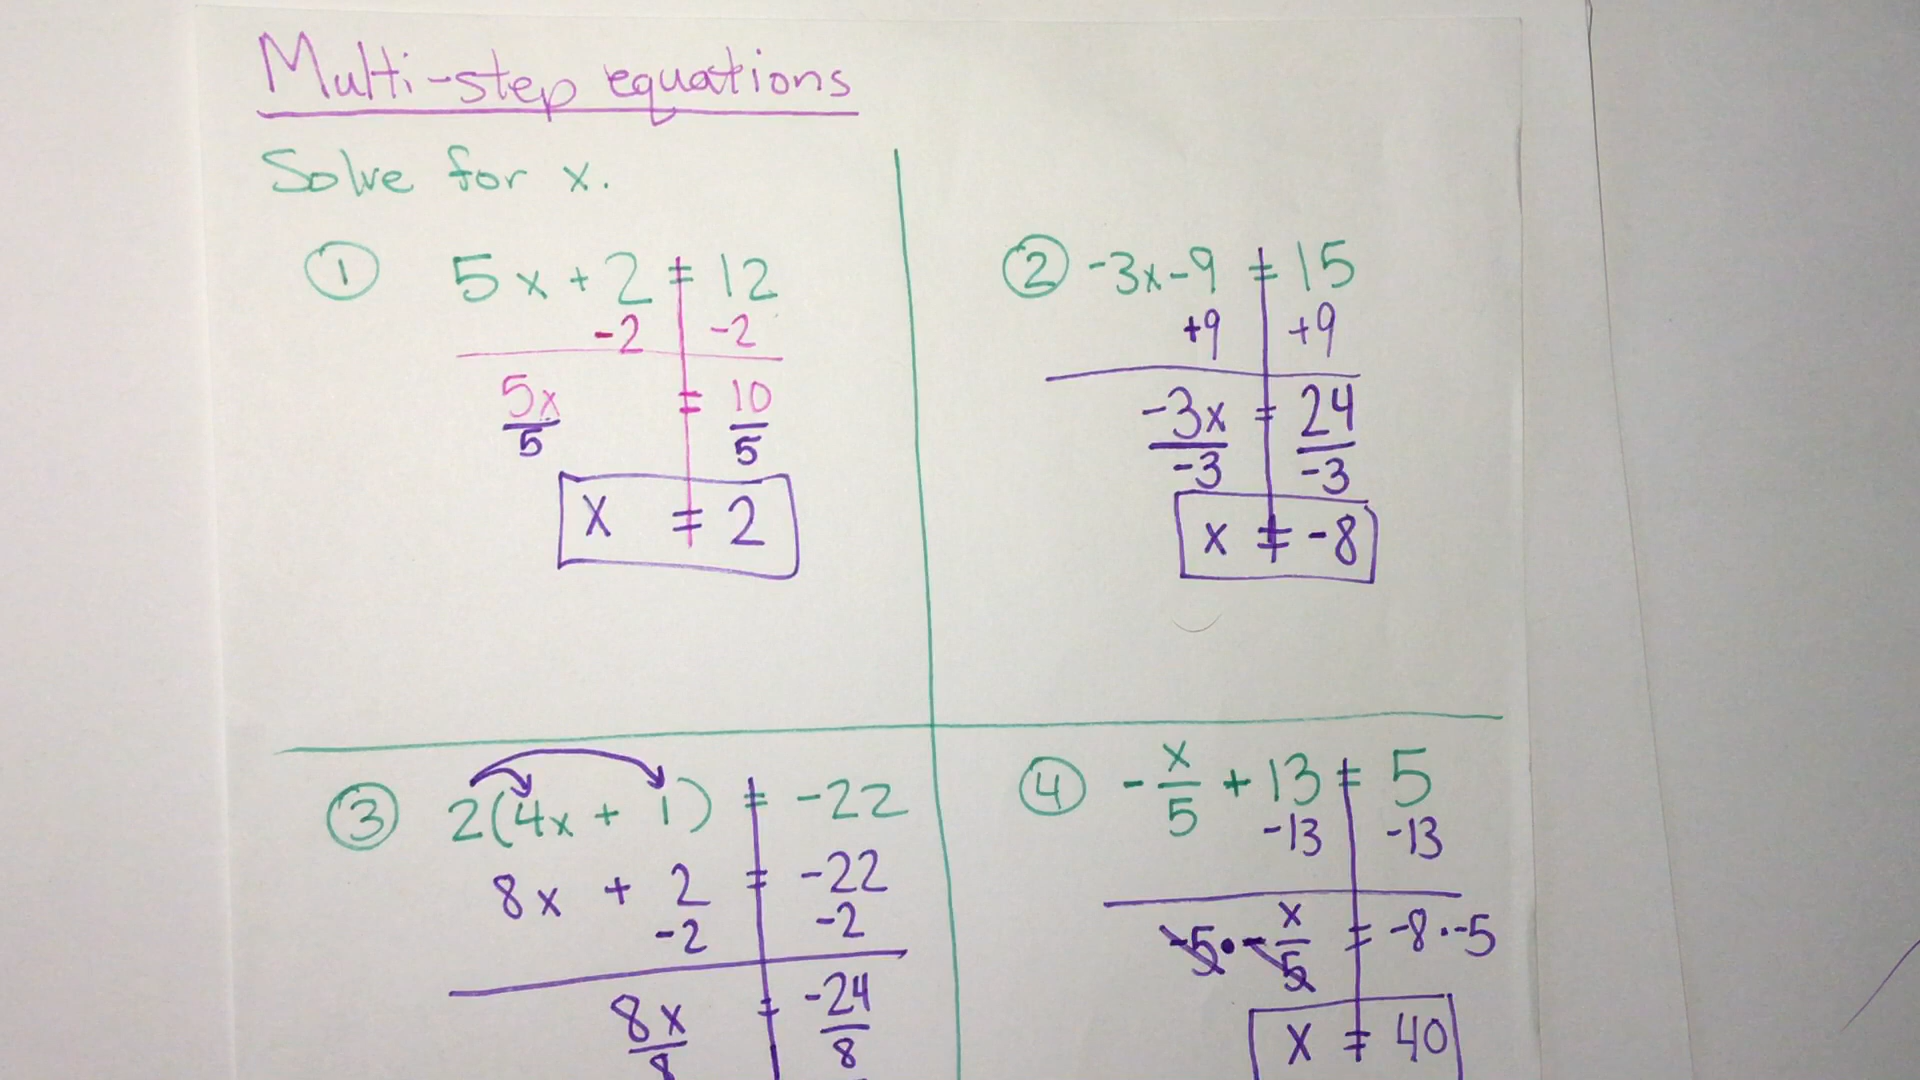 Multi-step equations
Solve for x.
① 5x + 2 = 12
-2 -2
5x/5 = 10/5
x = 2
② -3x - 9 = 15
+9 +9
-3x/-3 = 24/-3
x = -8
③ 2(4x + 1) = -22
8x + 2 = -22
-2 -2
8x/8 = -24/8
④ -x/5 + 13 = 5
-13 -13
-5 • -x/5 = -8 • -5
x = 40